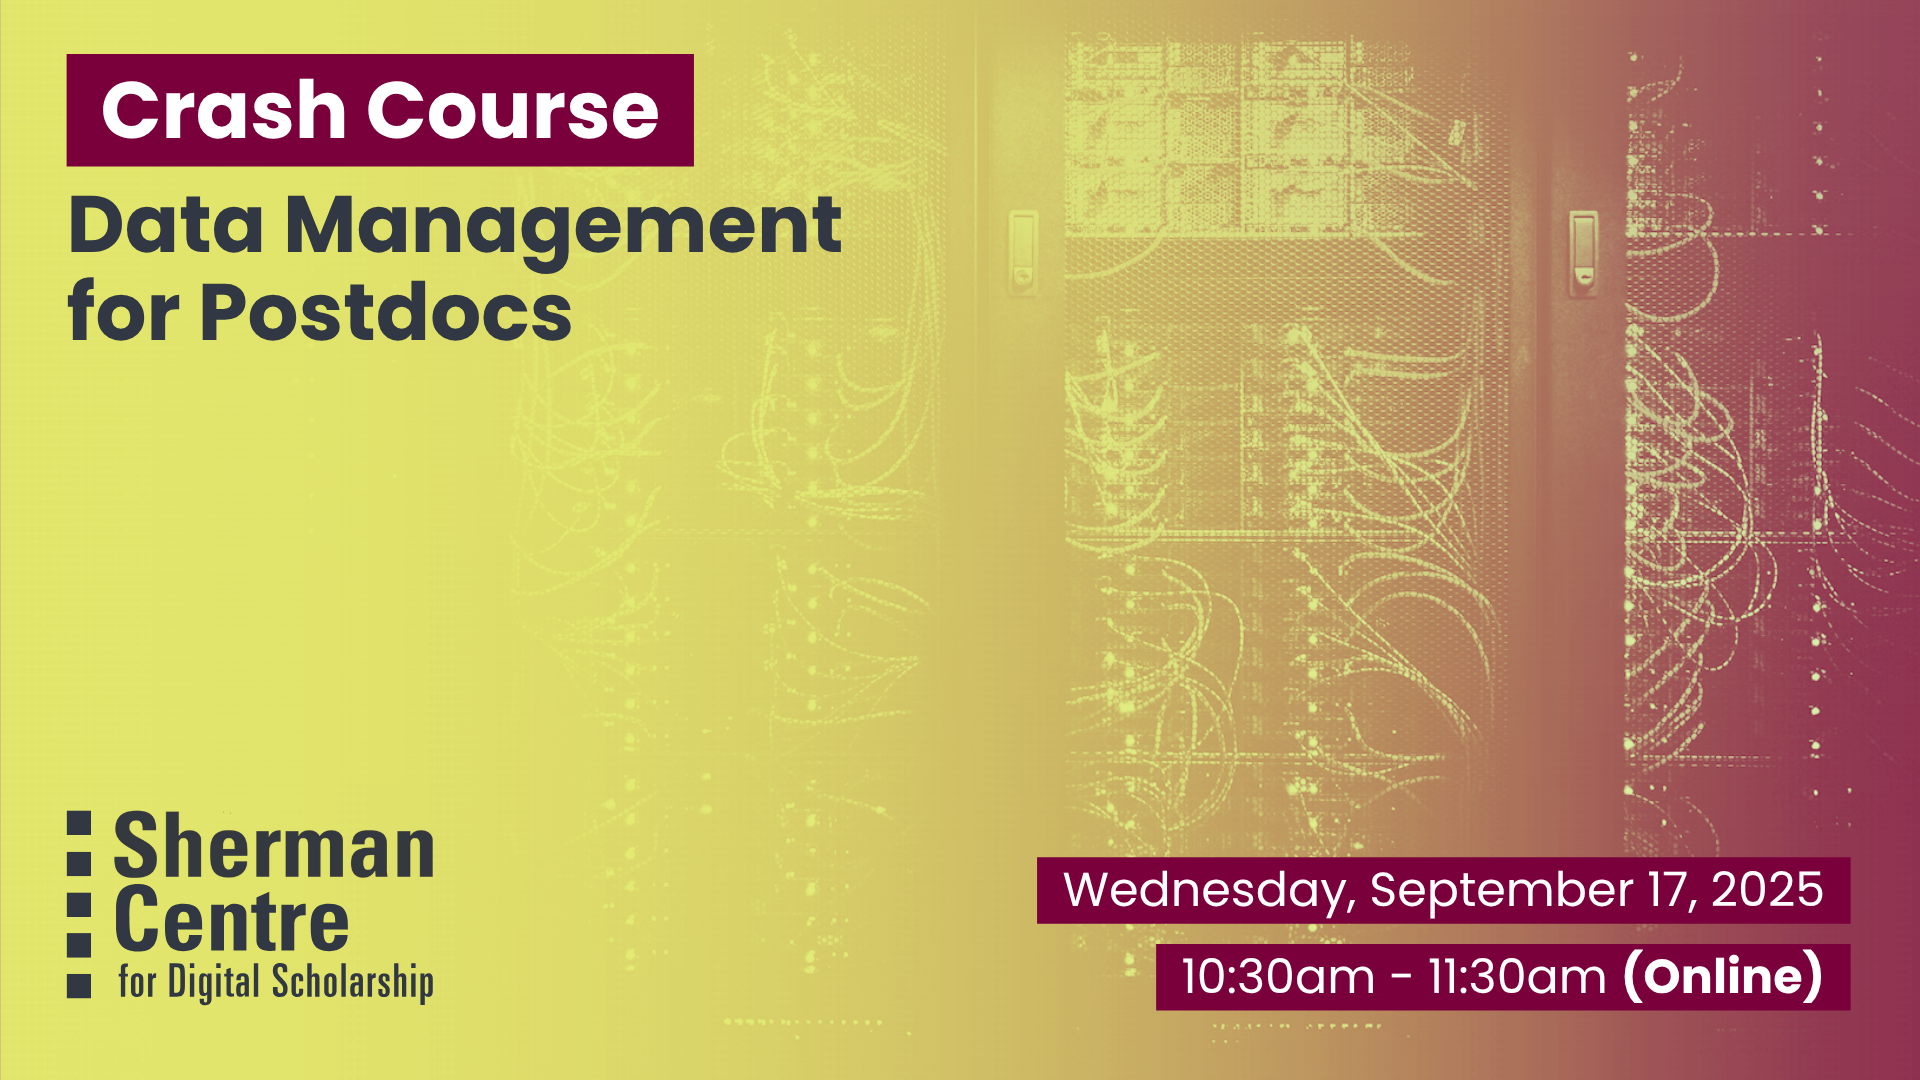 Crash Course
Data Management
for Postdocs
Sherman
Centre
for Digital Scholarship
Wednesday, September 17, 2025
10:30am - 11:30am (Online)